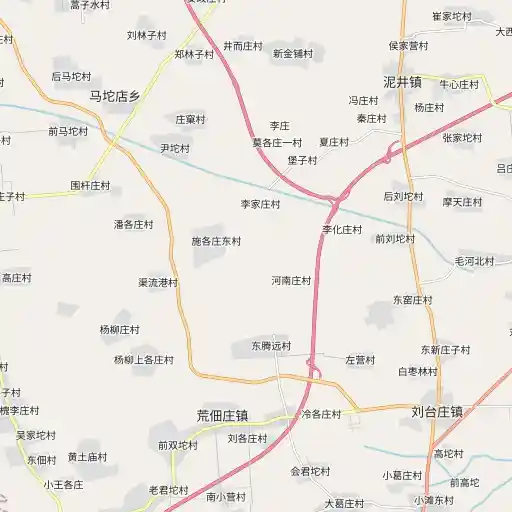 蒿子水村
崔家坨村
刘林子村
大西
侯家营村
井而庄村
郑林子村
新金铺村
后马坨村
泥井镇
牛心庄村
马坨店乡
冯庄村
杨庄村
庄窠村
秦庄村
李庄
前马坨村
张家坨村
莫各庄一村
夏庄村
尹坨村
堡子村
围杆庄村
庄子村
后刘坨村
摩天庄村
李家庄村
潘各庄村
李化庄村
施各庄东村
前刘坨村
毛河北村
高庄村
渠流港村
河南庄村
东窑庄村
杨柳庄村
东腾远村
东新庄子村
杨柳上各庄村
左营村
白枣林村
子村
槐李庄村
荒佃庄镇
冷各庄村
刘台庄镇
吴家坨村
前双坨村
刘各庄村
东佃村
黄土庙村
高坨村
会君坨村
小葛庄村
小王各庄
前高坨
老君坨村
南小营村
大葛庄村
小滩东村